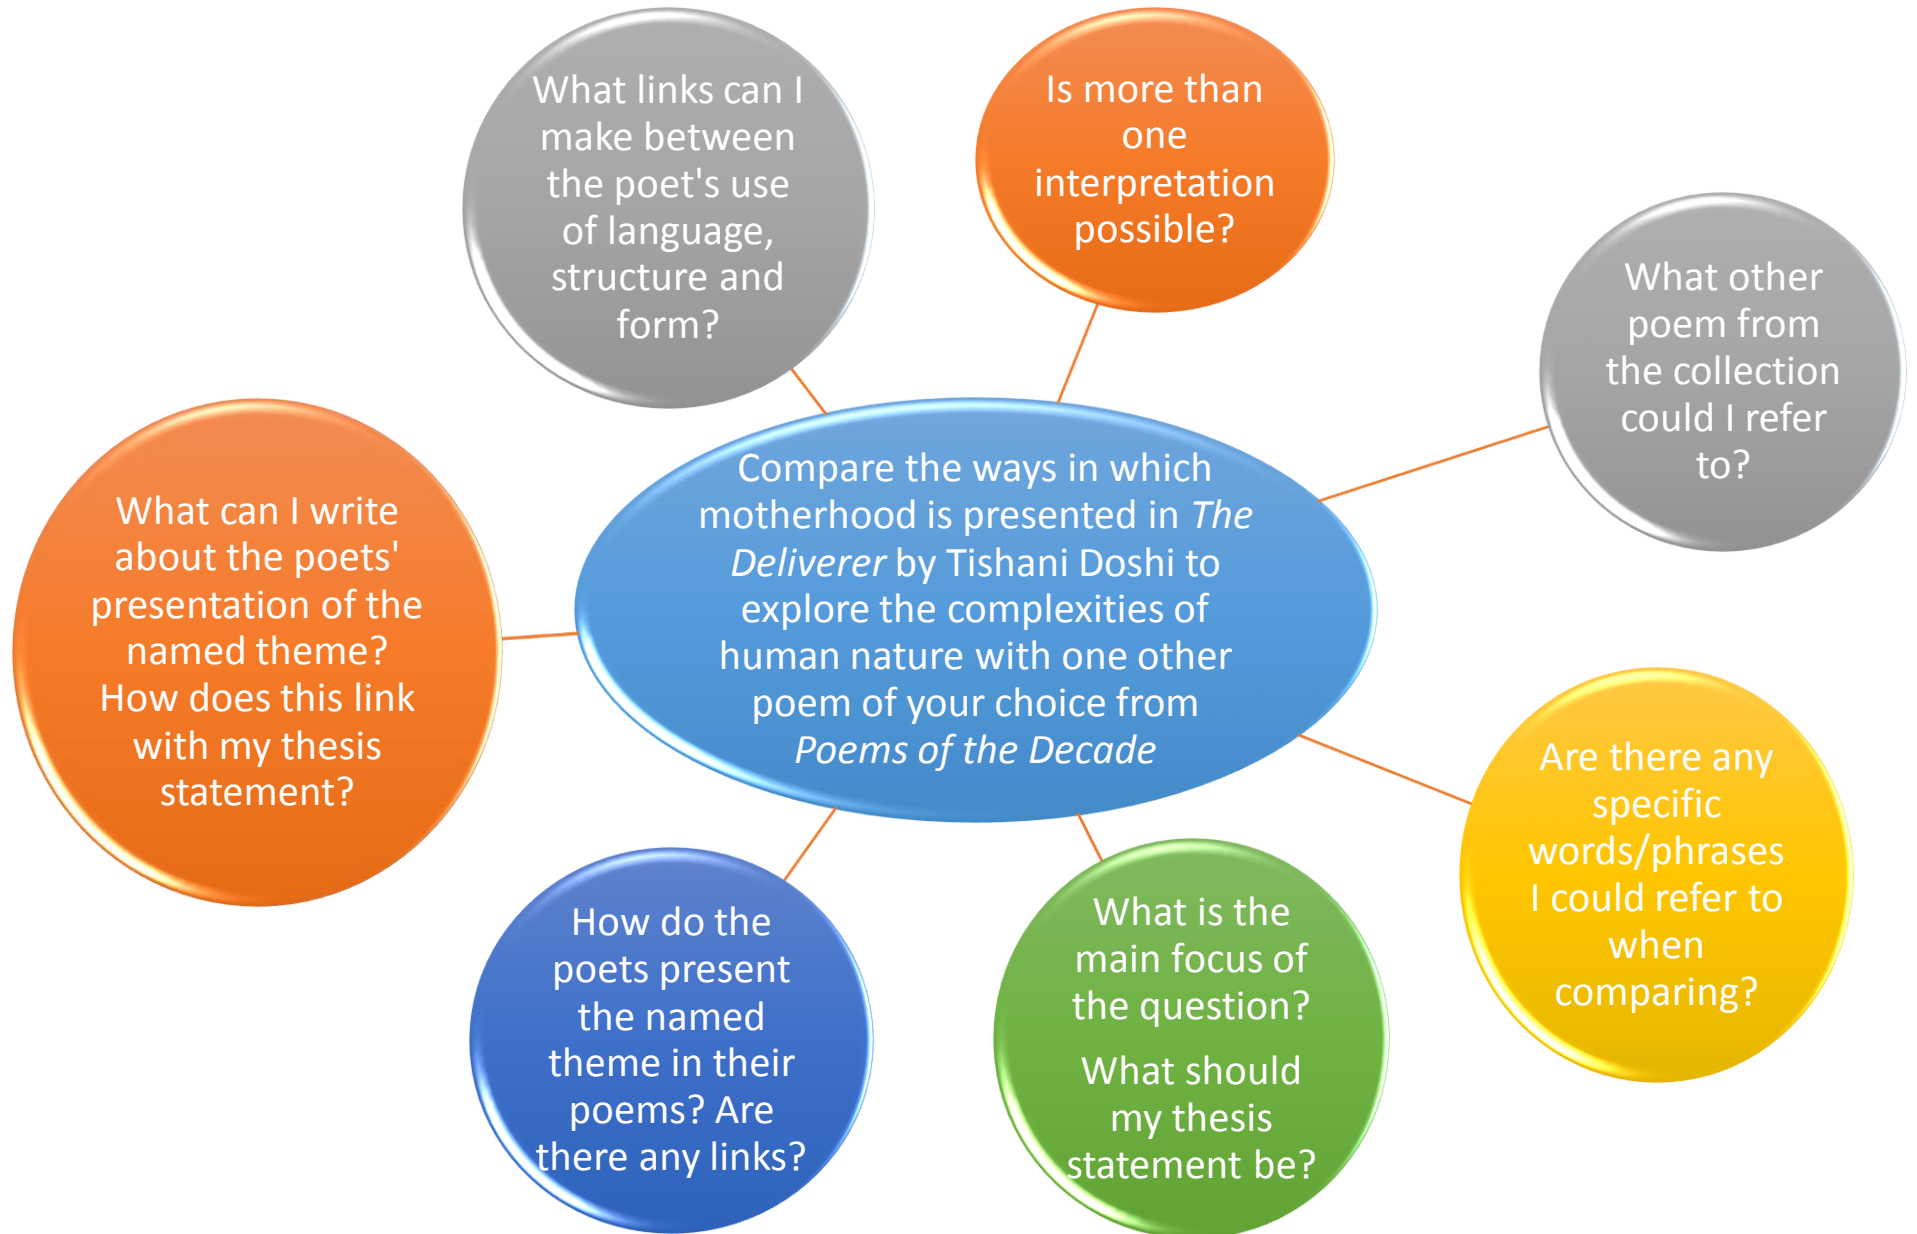 What links can I
make between
the poet's use
of language,
structure and
form?
Is more than
one
interpretation
possible?
What other
poem from
the collection
could I refer
to?
Compare the ways in which
motherhood is presented in The
Deliverer by Tishani Doshi to
explore the complexities of
human nature with one other
poem of your choice from
Poems of the Decade
What can I write
about the poets'
presentation of the
named theme?
How does this link
with my thesis
statement?
Are there any
specific
words/phrases
I could refer to
when
comparing?
How do the
poets present
the named
theme in their
poems? Are
there any links?
What is the
main focus of
the question?
What should
my thesis
statement be?